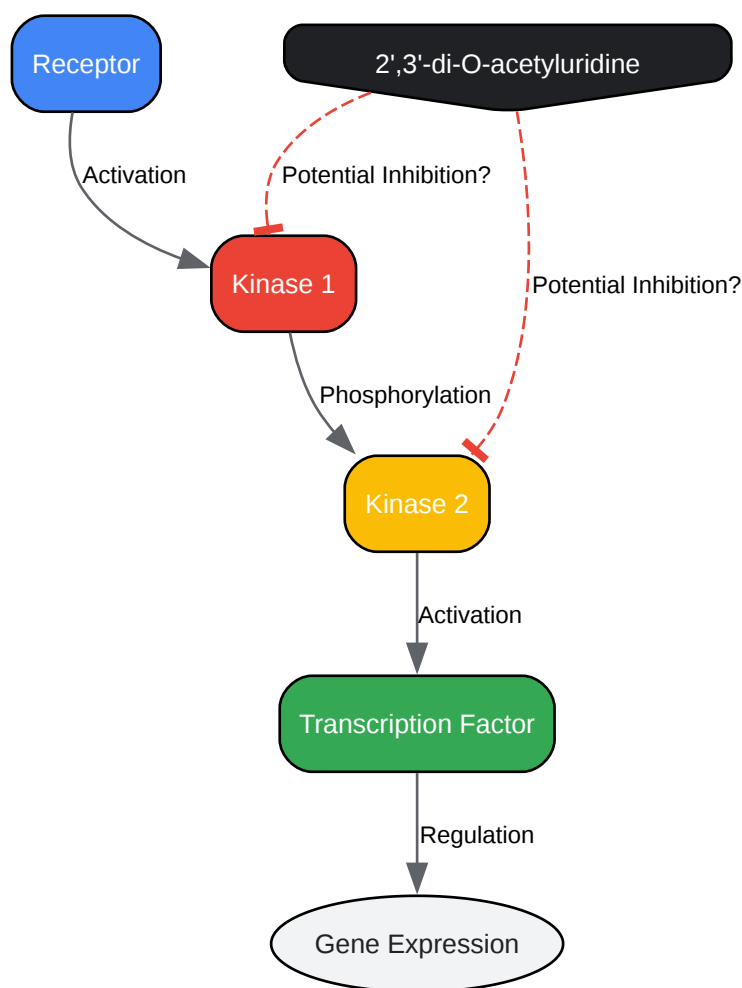 Receptor
2',3'-di-O-acetyluridine
Activation
Potential Inhibition?
Kinase 1
Potential Inhibition?
Phosphorylation
Kinase 2
Activation
Transcription Factor
Regulation
Gene Expression